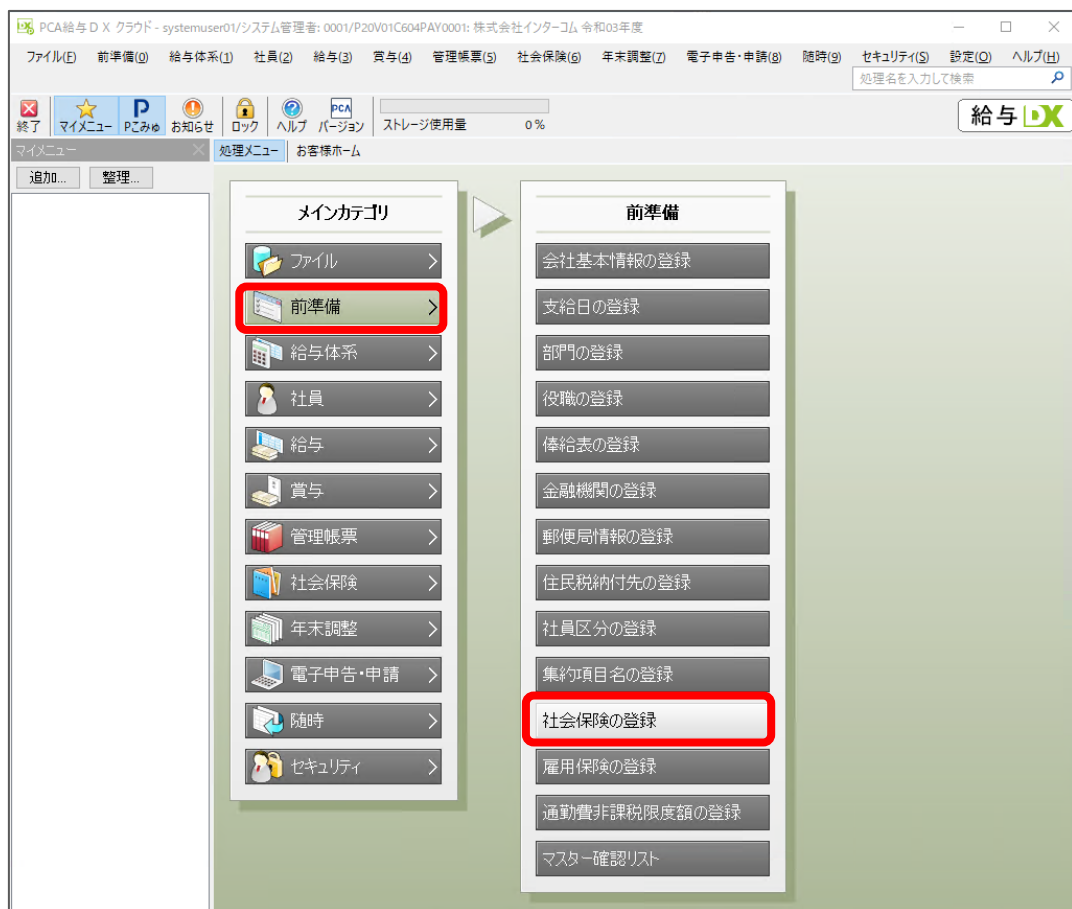 PCA給与ＤＸ クラウド - systemuser01/システム管理者: 0001/P20V01C604PAY0001: 株式会社インターコム 令和03年度
ファイル(F) 前準備(0) 給与体系(1) 社員(2) 給与(3) 賞与(4) 管理帳票(5) 社会保険(6) 年末調整(7) 電子申告・申請(8) 随時(9) セキュリティ(S) 設定(O) ヘルプ(H)
処理名を入力して検索
終了 マイメニュー Pこみゅ お知らせ ロック ヘルプ バージョン ストレージ使用量 0%
P
PCA
給与DX
マイメニュー
処理メニュー お客様ホーム
追加... 整理...
メインカテゴリ
ファイル
前準備
給与体系
社員
給与
賞与
管理帳票
社会保険
年末調整
電子申告・申請
随時
セキュリティ
前準備
会社基本情報の登録
支給日の登録
部門の登録
役職の登録
俸給表の登録
金融機関の登録
郵便局情報の登録
住民税納付先の登録
社員区分の登録
集約項目名の登録
社会保険の登録
雇用保険の登録
通勤費非課税限度額の登録
マスター確認リスト